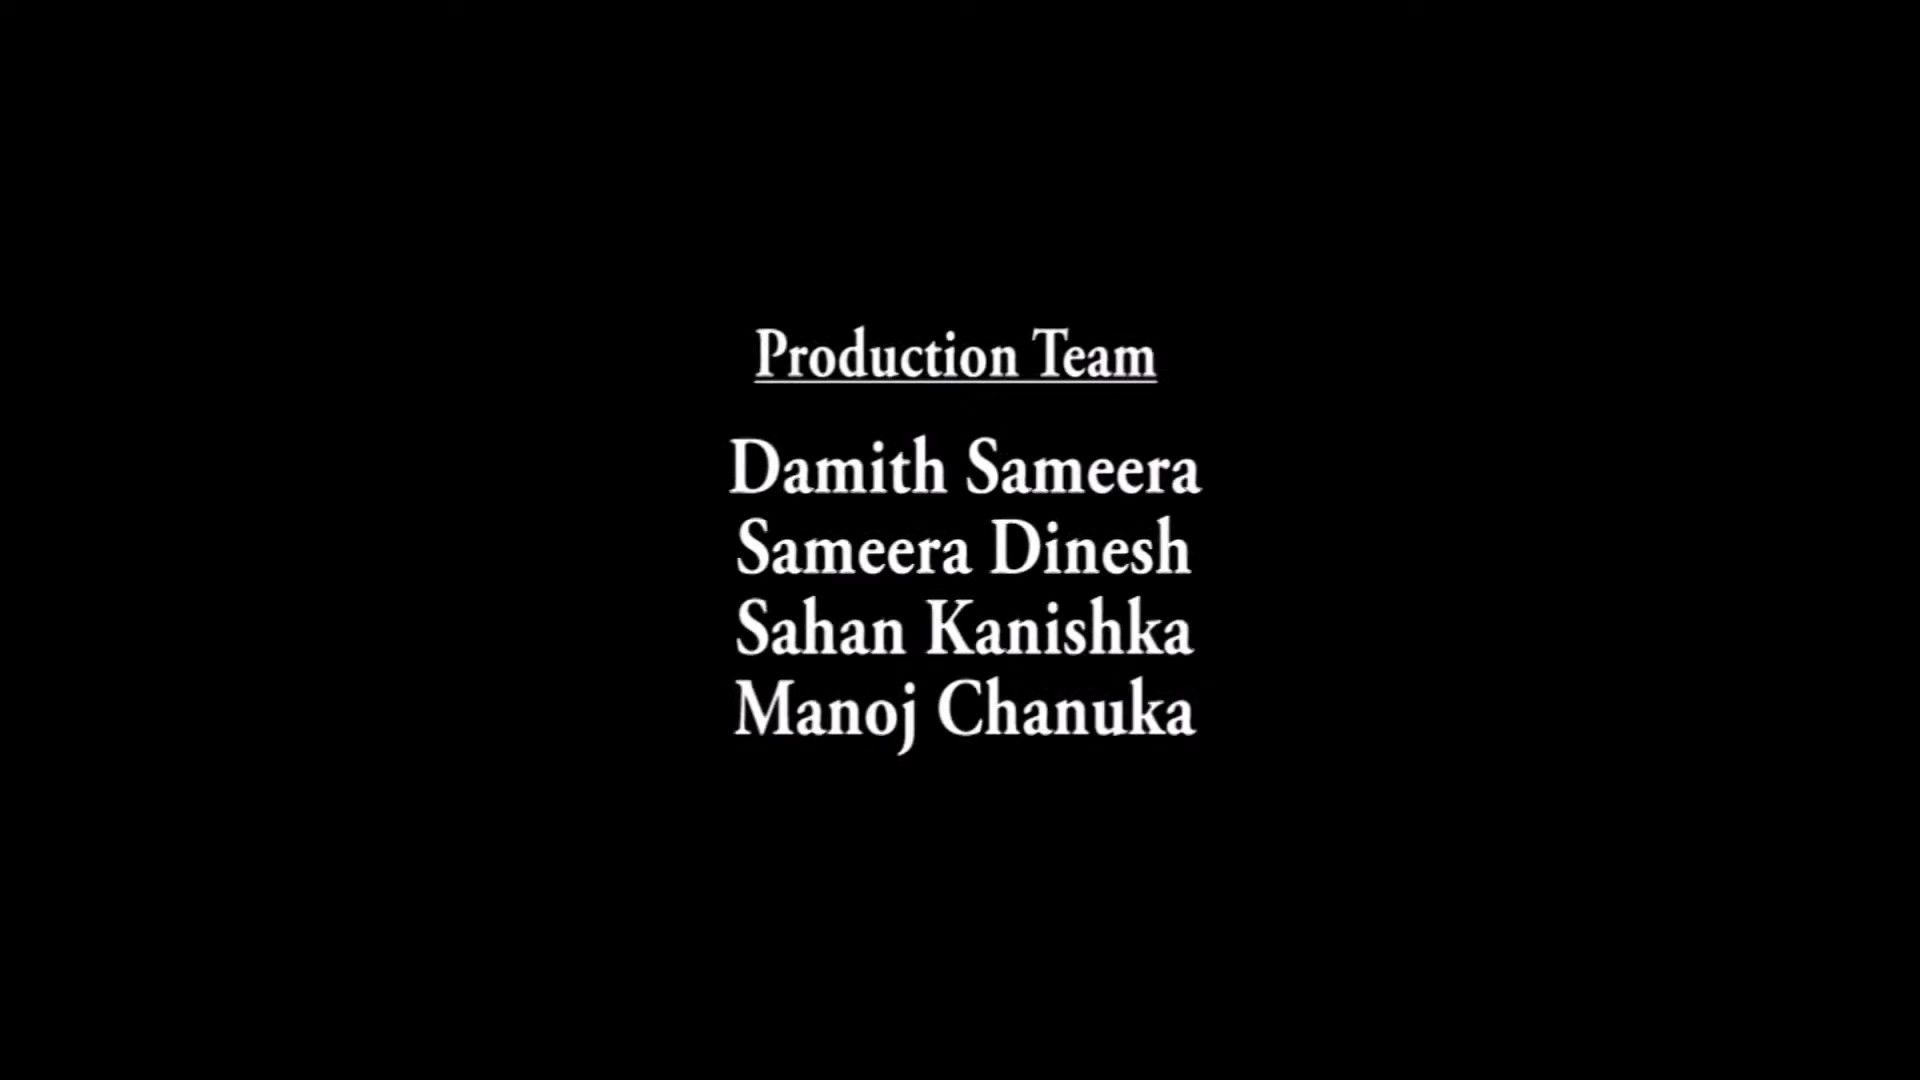 Production Team
Damith Sameera
Sameera Dinesh
Sahan Kanishka
Manoj Chanuka